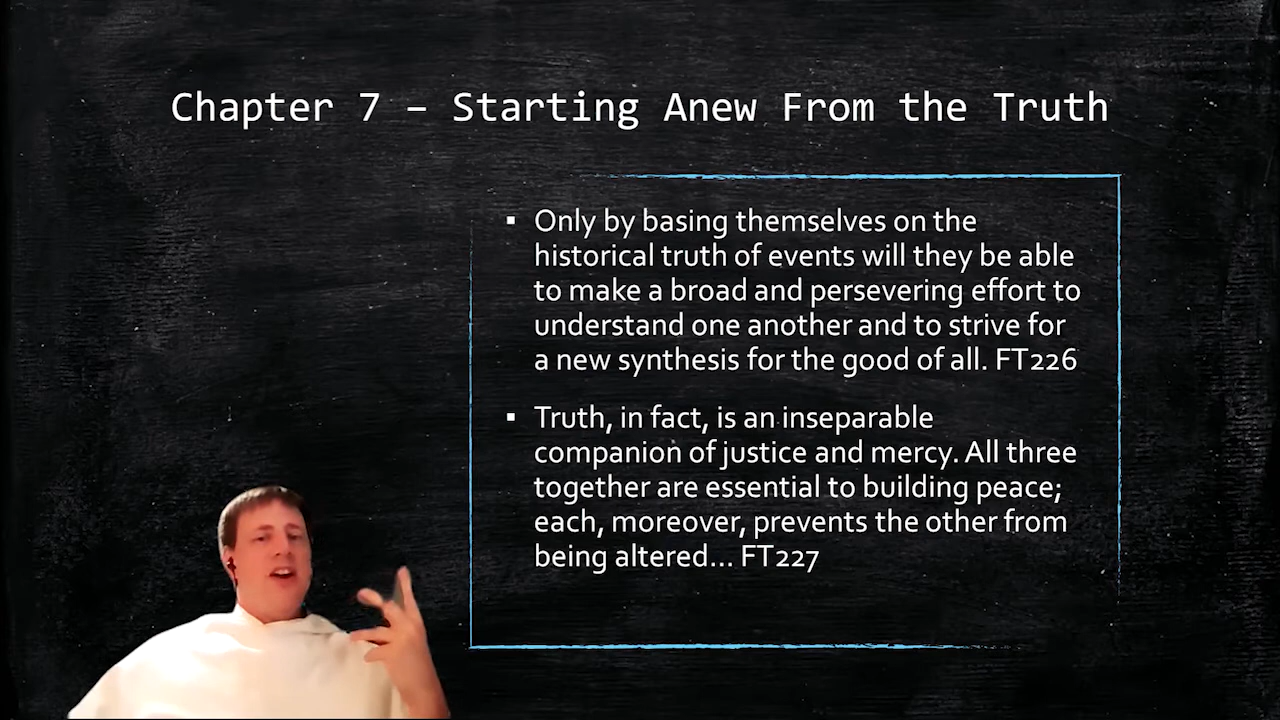 Chapter 7 – Starting Anew From the Truth
▪ Only by basing themselves on the
historical truth of events will they be able
to make a broad and persevering effort to
understand one another and to strive for
a new synthesis for the good of all. FT226
▪ Truth, in fact, is an inseparable
companion of justice and mercy. All three
together are essential to building peace;
each, moreover, prevents the other from
being altered... FT227